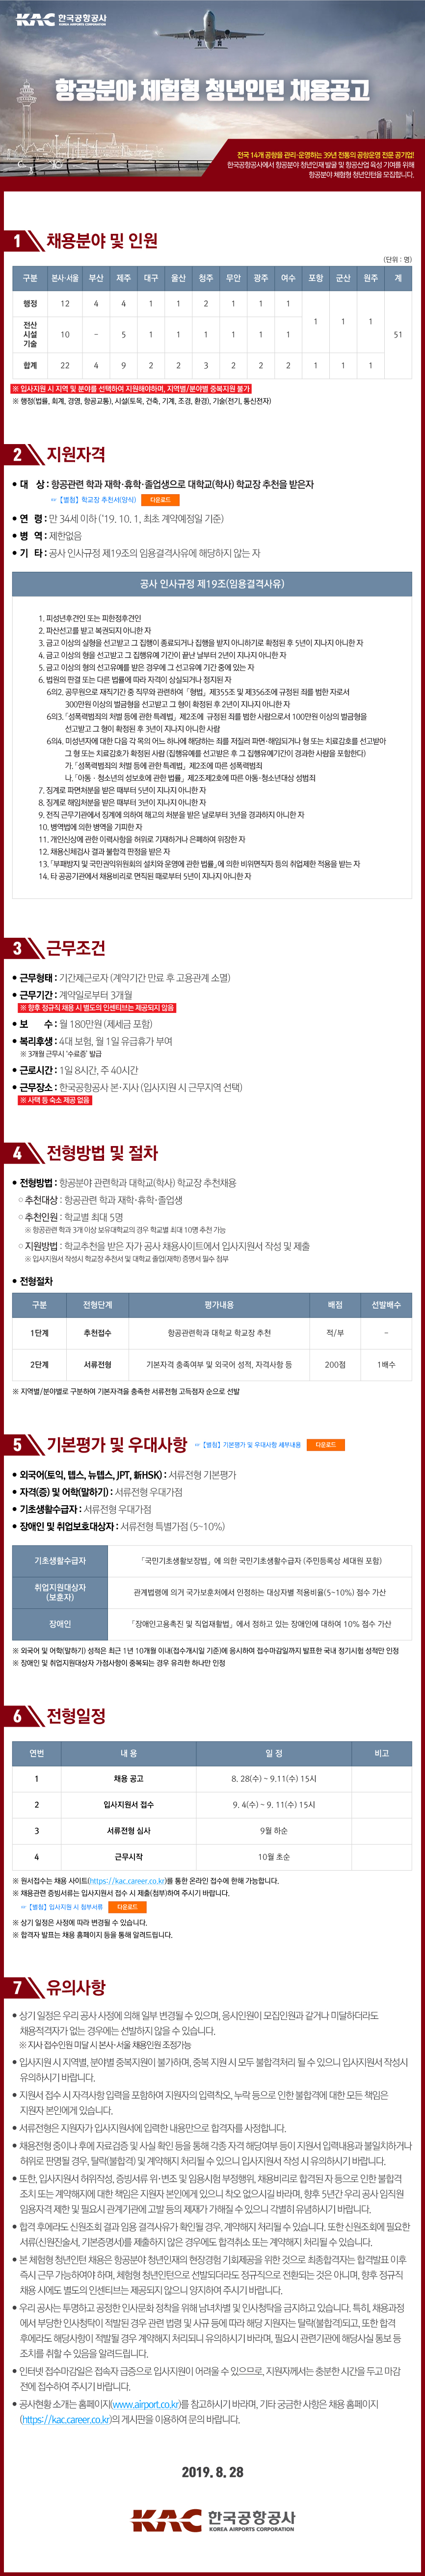 KAC 한국공항공사
KOREA AIRPORTS CORPORATION
항공분야 체험형 청년인턴 채용공고
전국 14개 공항을 관리·운영하는 39년 전통의 공항운영 전문 공기업!
한국공항공사에서 항공분야 청년인재 발굴 및 항공산업 육성 기여를 위해
항공분야 체험형 청년인턴을 모집합니다.
1 채용분야 및 인원
(단위 : 명)
구분 본사·서울 부산 제주 대구 울산 청주 무안 광주 여수 포항 군산 원주 계
행정 12 4 4 1 1 2 1 1 1 1 1 1 51
전산
시설
기술
10 - 5 1 1 1 1 1 1
합계 22 4 9 2 2 3 2 2 2 1 1 1
※ 입사지원 시 지역 및 분야를 선택하여 지원해야하며, 지역별/분야별 중복지원 불가
※ 행정(법률, 회계, 경영, 항공교통), 시설(토목, 건축, 기계, 조경, 환경), 기술(전기, 통신전자)
2 지원자격
• 대 상 : 항공관련 학과 재학·휴학·졸업생으로 대학교(학사) 학교장 추천을 받은자
☞ 【별첨】 학교장 추천서(양식) 다운로드
• 연 령 : 만 34세 이하 ('19. 10. 1, 최초 계약예정일 기준)
• 병 역 : 제한없음
• 기 타 : 공사 인사규정 제19조의 임용결격사유에 해당하지 않는 자
공사 인사규정 제19조(임용결격사유)
1. 피성년후견인 또는 피한정후견인
2. 파산선고를 받고 복권되지 아니한 자
3. 금고 이상의 실형을 선고받고 그 집행이 종료되거나 집행을 받지 아니하기로 확정된 후 5년이 지나지 아니한 자
4. 금고 이상의 형을 선고받고 그 집행유예 기간이 끝난 날부터 2년이 지나지 아니한 자
5. 금고 이상의 형의 선고유예를 받은 경우에 그 선고유예 기간 중에 있는 자
6. 법원의 판결 또는 다른 법률에 따라 자격이 상실되거나 정지된 자
6의2. 공무원으로 재직기간 중 직무와 관련하여 「형법」 제355조 및 제356조에 규정된 죄를 범한 자로서
300만원 이상의 벌금형을 선고받고 그 형이 확정된 후 2년이 지나지 아니한 자
6의3. 「성폭력범죄의 처벌 등에 관한 특례법」 제2조에 규정된 죄를 범한 사람으로서 100만원 이상의 벌금형을
선고받고 그 형이 확정된 후 3년이 지나지 아니한 사람
6의4. 미성년자에 대한 다음 각 목의 어느 하나에 해당하는 죄를 저질러 파면·해임되거나 형 또는 치료감호를 선고받아
그 형 또는 치료감호가 확정된 사람 (집행유예를 선고받은 후 그 집행유예기간이 경과한 사람을 포함한다)
가. 「성폭력범죄의 처벌 등에 관한 특례법」 제2조에 따른 성폭력범죄
나. 「아동·청소년의 성보호에 관한 법률」 제2조제2호에 따른 아동·청소년대상 성범죄
7. 징계로 파면처분을 받은 때부터 5년이 지나지 아니한 자
8. 징계로 해임처분을 받은 때부터 3년이 지나지 아니한 자
9. 전직 근무기관에서 징계에 의하여 해고의 처분을 받은 날로부터 3년을 경과하지 아니한 자
10. 병역법에 의한 병역을 기피한 자
11. 개인신상에 관한 이력사항을 허위로 기재하거나 은폐하여 위장한 자
12. 채용신체검사 결과 불합격 판정을 받은 자
13. 「부패방지 및 국민권익위원회의 설치와 운영에 관한 법률」에 의한 비위면직자 등의 취업제한 적용을 받는 자
14. 타 공공기관에서 채용비리로 면직된 때로부터 5년이 지나지 아니한 자
3 근무조건
• 근무형태 : 기간제근로자 (계약기간 만료 후 고용관계 소멸)
• 근무기간 : 계약일로부터 3개월
※ 향후 정규직 채용 시 별도의 인센티브는 제공되지 않음
• 보 수 : 월 180만원 (제세금 포함)
• 복리후생 : 4대 보험, 월 1일 유급휴가 부여
※ 3개월 근무시 '수료증' 발급
• 근로시간 : 1일 8시간, 주 40시간
• 근무장소 : 한국공항공사 본·지사 (입사지원 시 근무지역 선택)
※ 사택 등 숙소 제공 없음
4 전형방법 및 절차
• 전형방법 : 항공분야 관련학과 대학교(학사) 학교장 추천채용
○ 추천대상 : 항공관련 학과 재학·휴학·졸업생
○ 추천인원 : 학교별 최대 5명
※ 항공관련 학과 3개 이상 보유대학교의 경우 학교별 최대 10명 추천 가능
○ 지원방법 : 학교추천을 받은 자가 공사 채용사이트에서 입사지원서 작성 및 제출
※ 입사지원서 작성시 학교장 추천서 및 대학교 졸업(재학) 증명서 필수 첨부
• 전형절차
구분 전형단계 평가내용 배점 선발배수
1단계 추천접수 항공관련학과 대학교 학교장 추천 적/부 -
2단계 서류전형 기본자격 충족여부 및 외국어 성적, 자격사항 등 200점 1배수
※ 지역별/분야별로 구분하여 기본자격을 충족한 서류전형 고득점자 순으로 선발
5 기본평가 및 우대사항 ☞ 【별첨】 기본평가 및 우대사항 세부내용 다운로드
• 외국어(토익, 텝스, 뉴텝스, JPT, 新HSK) : 서류전형 기본평가
• 자격(증) 및 어학(말하기) : 서류전형 우대가점
• 기초생활수급자 : 서류전형 우대가점
• 장애인 및 취업보호대상자 : 서류전형 특별가점 (5~10%)
기초생활수급자 「국민기초생활보장법」에 의한 국민기초생활수급자 (주민등록상 세대원 포함)
취업지원대상자
(보훈자)
관계법령에 의거 국가보훈처에서 인정하는 대상자별 적용비율(5~10%) 점수 가산
장애인 「장애인고용촉진 및 직업재활법」에서 정하고 있는 장애인에 대하여 10% 점수 가산
※ 외국어 및 어학(말하기) 성적은 최근 1년 10개월 이내(접수개시일 기준)에 응시하여 접수마감일까지 발표한 국내 정기시험 성적만 인정
※ 장애인 및 취업지원대상자 가점사항이 중복되는 경우 유리한 하나만 인정
6 전형일정
연번 내 용 일 정 비고
1 채용 공고 8. 28(수) ~ 9.11(수) 15시
2 입사지원서 접수 9. 4(수) ~ 9. 11(수) 15시
3 서류전형 심사 9월 하순
4 근무시작 10월 초순
※ 원서접수는 채용 사이트(https://kac.career.co.kr)를 통한 온라인 접수에 한해 가능합니다.
※ 채용관련 증빙서류는 입사지원서 접수 시 제출(첨부)하여 주시기 바랍니다.
☞ 【별첨】 입사지원 시 첨부서류 다운로드
※ 상기 일정은 사정에 따라 변경될 수 있습니다.
※ 합격자 발표는 채용 홈페이지 등을 통해 알려드립니다.
7 유의사항
• 상기 일정은 우리 공사 사정에 의해 일부 변경될 수 있으며, 응시인원이 모집인원과 같거나 미달하더라도
채용적격자가 없는 경우에는 선발하지 않을 수 있습니다.
※ 지사 접수인원 미달 시 본사·서울 채용인원 조정가능
• 입사지원 시 지역별, 분야별 중복지원이 불가하며, 중복 지원 시 모두 불합격처리 될 수 있으니 입사지원서 작성시
유의하시기 바랍니다.
• 지원서 접수 시 자격사항 입력을 포함하여 지원자의 입력착오, 누락 등으로 인한 불합격에 대한 모든 책임은
지원자 본인에게 있습니다.
• 서류전형은 지원자가 입사지원서에 입력한 내용만으로 합격자를 사정합니다.
• 채용전형 중이나 후에 자료검증 및 사실 확인 등을 통해 각종 자격 해당여부 등이 지원서 입력내용과 불일치하거나
허위로 판명될 경우, 탈락(불합격) 및 계약해지 처리될 수 있으니 입사지원서 작성 시 유의하시기 바랍니다.
• 또한, 입사지원서 허위작성, 증빙서류 위·변조 및 임용시험 부정행위, 채용비리로 합격된 자 등으로 인한 불합격
조치 또는 계약해지에 대한 책임은 지원자 본인에게 있으니 착오 없으시길 바라며, 향후 5년간 우리 공사 임직원
임용자격 제한 및 필요시 관계기관에 고발 등의 제재가 가해질 수 있으니 각별히 유념하시기 바랍니다.
• 합격 후에라도 신원조회 결과 임용 결격사유가 확인될 경우, 계약해지 처리될 수 있습니다. 또한 신원조회에 필요한
서류(신원진술서, 기본증명서)를 제출하지 않은 경우에도 합격취소 또는 계약해지 처리될 수 있습니다.
• 본 체험형 청년인턴 채용은 항공분야 청년인재의 현장경험 기회제공을 위한 것으로 최종합격자는 합격발표 이후
즉시 근무 가능하여야 하며, 체험형 청년인턴으로 선발되더라도 정규직으로 전환되는 것은 아니며, 향후 정규직
채용 시에도 별도의 인센티브는 제공되지 않으니 양지하여 주시기 바랍니다.
• 우리 공사는 투명하고 공정한 인사문화 정착을 위해 남녀차별 및 인사청탁을 금지하고 있습니다. 특히, 채용과정
에서 부당한 인사청탁이 적발된 경우 관련 법령 및 사규 등에 따라 해당 지원자는 탈락(불합격)되고, 또한 합격
후에라도 해당사항이 적발될 경우 계약해지 처리되니 유의하시기 바라며, 필요시 관련기관에 해당사실 통보 등
조치를 취할 수 있음을 알려드립니다.
• 인터넷 접수마감일은 접속자 급증으로 입사지원이 어려울 수 있으므로, 지원자께서는 충분한 시간을 두고 마감
전에 접수하여 주시기 바랍니다.
• 공사현황 소개는 홈페이지(www.airport.co.kr)를 참고하시기 바라며, 기타 궁금한 사항은 채용 홈페이지
(https://kac.career.co.kr)의 게시판을 이용하여 문의 바랍니다.
2019. 8. 28
KAC 한국공항공사
KOREA AIRPORTS CORPORATION